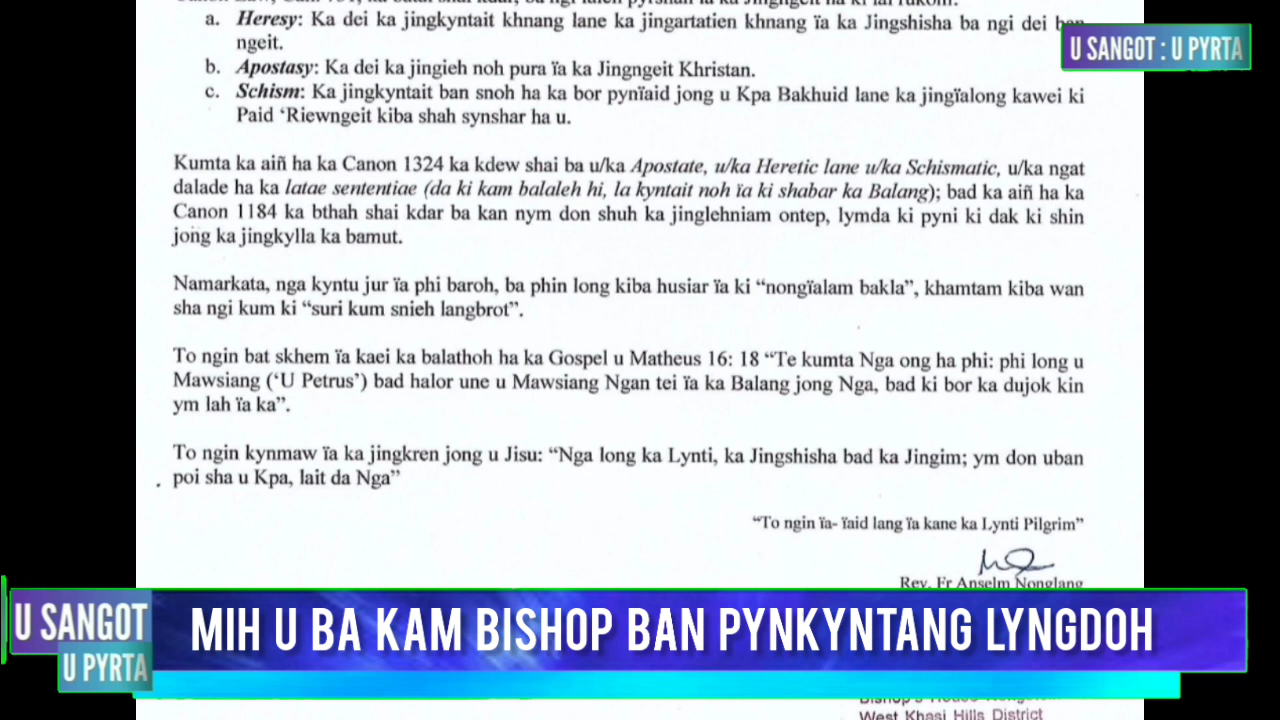 a. Heresy: Ka dei ka jingkyntait khnang lane ka jingartatien khnang ïa ka Jingshisha ba ngi dei ban
ngeit.
b. Apostasy: Ka dei ka jingieh noh pura ïa ka Jingngeit Khristan.
c. Schism: Ka jingkyntait ban snoh ha ka bor pynïaid jong u Kpa Bakhuid lane ka jingïalong kawei ki
Paid ‘Riewngeit kiba shah synshar ha u.
Kumta ka aiñ ha ka Canon 1324 ka kdew shai ba u/ka Apostate, u/ka Heretic lane u/ka Schismatic, u/ka ngat
dalade ha ka latae sententiae (da ki kam balaleh hi, la kyntait noh ïa ki shabar ka Balang); bad ka aiñ ha ka
Canon 1184 ka bthah shai kdar ba kan nym don shuh ka jinglehniam ontep, lymda ki pyni ki dak ki shin
jong ka jingkylla ka bamut.
Namarkata, nga kyntu jur ïa phi baroh, ba phin long kiba husiar ïa ki “nongïalam bakla”, khamtam kiba wan
sha ngi kum ki “suri kum snieh langbrot”.
To ngin bat skhem ïa kaei ka balathoh ha ka Gospel u Matheus 16: 18 “Te kumta Nga ong ha phi: phi long u
Mawsiang (‘U Petrus’) bad halor une u Mawsiang Ngan tei ïa ka Balang jong Nga, bad ki bor ka dujok kin
ym lah ïa ka”.
To ngin kynmaw ïa ka jingkren jong u Jisu: “Nga long ka Lynti, ka Jingshisha bad ka Jingim; ym don uban
poi sha u Kpa, lait da Nga”
“To ngin ïa- ïaid lang ïa kane ka Lynti Pilgrim”
Rev. Fr Anselm Nonglang
U SANGOT : U PYRTA
U SANGOT
U PYRTA
MIH U BA KAM BISHOP BAN PYNKYNTANG LYNGDOH
West Khasi Hills District